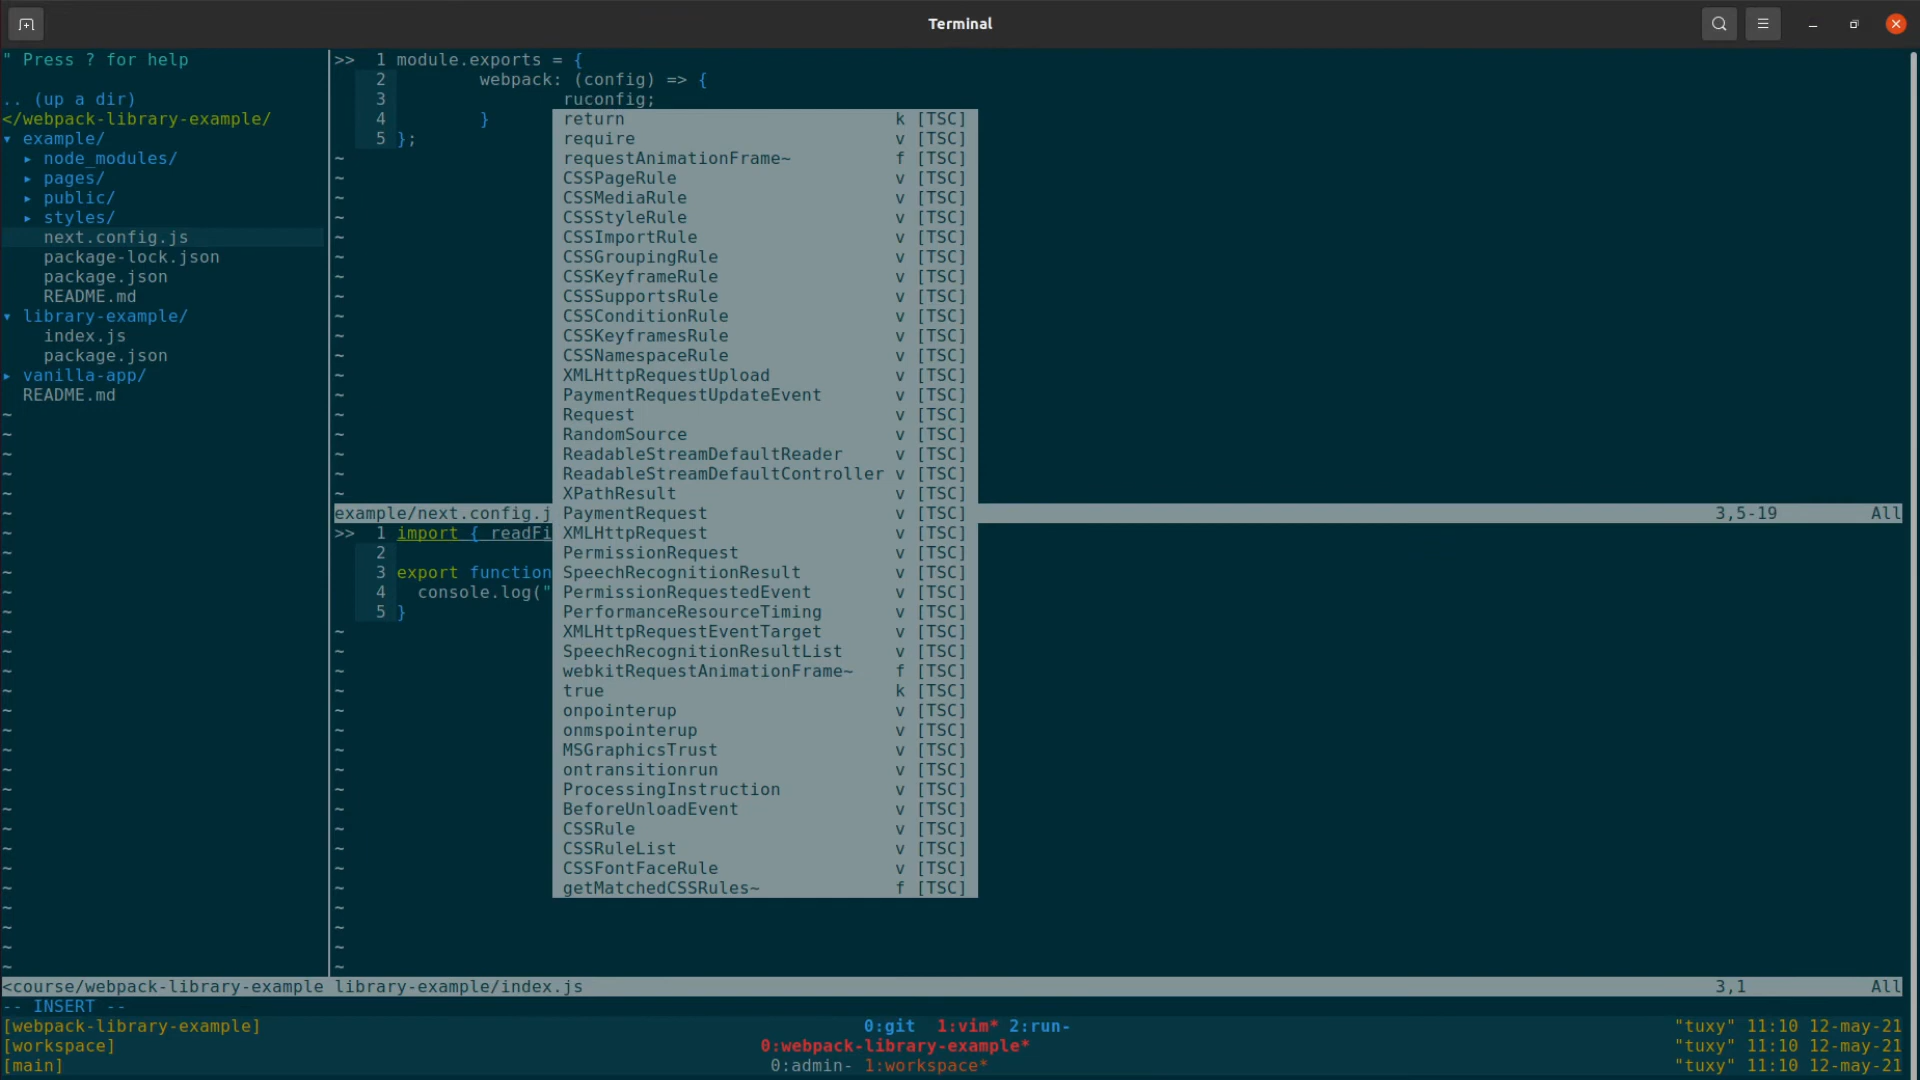 Terminal
" Press ? for help
.. (up a dir)
</webpack-library-example/
▾ example/
▸ node_modules/
▸ pages/
▸ public/
▸ styles/
next.config.js
package-lock.json
package.json
README.md
▾ library-example/
index.js
package.json
▸ vanilla-app/
README.md
>> 1 module.exports = {
2 webpack: (config) => {
3 ruconfig;
4 }
5 };
return k [TSC]
require v [TSC]
requestAnimationFrame~ f [TSC]
CSSPageRule v [TSC]
CSSMediaRule v [TSC]
CSSStyleRule v [TSC]
CSSImportRule v [TSC]
CSSGroupingRule v [TSC]
CSSKeyframeRule v [TSC]
CSSSupportsRule v [TSC]
CSSConditionRule v [TSC]
CSSKeyframesRule v [TSC]
CSSNamespaceRule v [TSC]
XMLHttpRequestUpload v [TSC]
PaymentRequestUpdateEvent v [TSC]
Request v [TSC]
RandomSource v [TSC]
ReadableStreamDefaultReader v [TSC]
ReadableStreamDefaultController v [TSC]
XPathResult v [TSC]
PaymentRequest v [TSC]
XMLHttpRequest v [TSC]
PermissionRequest v [TSC]
SpeechRecognitionResult v [TSC]
PermissionRequestedEvent v [TSC]
PerformanceResourceTiming v [TSC]
XMLHttpRequestEventTarget v [TSC]
SpeechRecognitionResultList v [TSC]
webkitRequestAnimationFrame~ f [TSC]
true k [TSC]
onpointerup v [TSC]
onmspointerup v [TSC]
MSGraphicsTrust v [TSC]
ontransitionrun v [TSC]
ProcessingInstruction v [TSC]
BeforeUnloadEvent v [TSC]
CSSRule v [TSC]
CSSRuleList v [TSC]
CSSFontFaceRule v [TSC]
getMatchedCSSRules~ f [TSC]
example/next.config.j 3,5-19 All
>> 1 import { readFi
2
3 export function
4 console.log("
5 }
<course/webpack-library-example library-example/index.js 3,1 All
-- INSERT --
[webpack-library-example] 0:git 1:vim* 2:run- "tuxy" 11:10 12-may-21
[workspace] 0:webpack-library-example* "tuxy" 11:10 12-may-21
[main] 0:admin- 1:workspace* "tuxy" 11:10 12-may-21